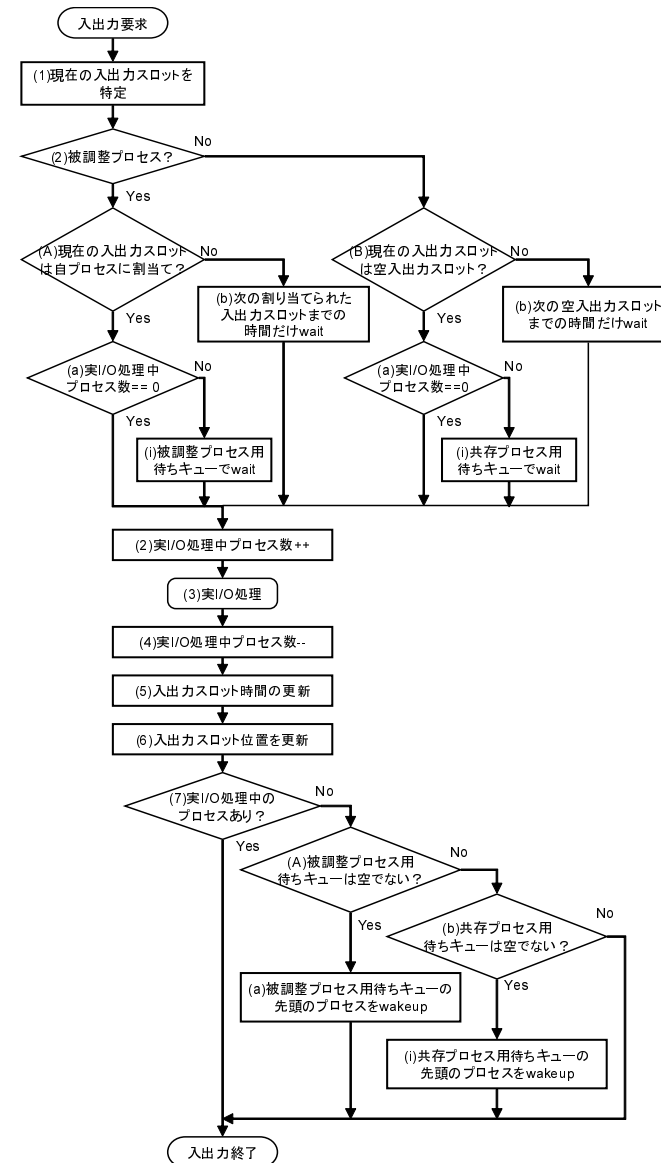 入出力要求
(1)現在の入出力スロットを
特定
(2)被調整プロセス？
No
Yes
(A)現在の入出力スロット
は自プロセスに割当て？
No
Yes
(b)次の割り当てられた
入出力スロットまでの
時間だけwait
(B)現在の入出力スロット
は空入出力スロット？
No
Yes
(b)次の空入出力スロット
までの時間だけwait
(a)実I/O処理中
プロセス数== 0
No
Yes
(i)被調整プロセス用
待ちキューでwait
(a)実I/O処理中
プロセス数==0
No
Yes
(i)共存プロセス用
待ちキューでwait
(2)実I/O処理中プロセス数++
(3)実I/O処理
(4)実I/O処理中プロセス数--
(5)入出力スロット時間の更新
(6)入出力スロット位置を更新
(7)実I/O処理中の
プロセスあり？
No
Yes
(A)被調整プロセス用
待ちキューは空でない？
No
Yes
(b)共存プロセス用
待ちキューは空でない？
No
Yes
(a)被調整プロセス用待ちキューの
先頭のプロセスをwakeup
(i)共存プロセス用待ちキューの
先頭のプロセスをwakeup
入出力終了